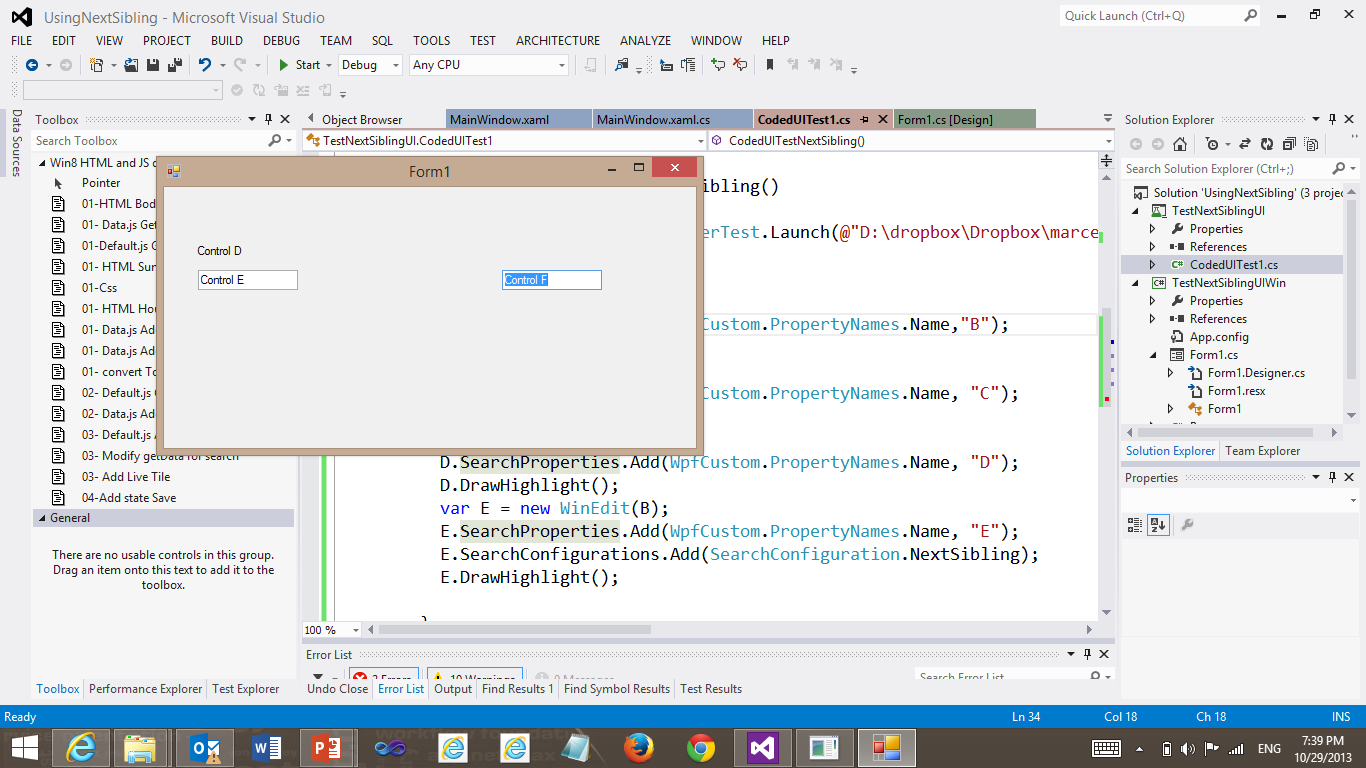 UsingNextSibling - Microsoft Visual Studio
Quick Launch (Ctrl+Q)
FILE EDIT VIEW PROJECT BUILD DEBUG TEAM SQL TOOLS TEST ARCHITECTURE ANALYZE WINDOW HELP
Start Debug Any CPU
Data Sources
Toolbox
Search Toolbox
Win8 HTML and JS
Pointer
01-HTML Bod
01- Data.js Get
01-Default.js G
01- HTML Sur
01-Css
01- HTML Hou
01- Data.js Add
01- Data.js Add
01- convert To
02- Default.js
02- Data.js Add
03- Default.js
03- Modify getData for search
03- Add Live Tile
04-Add state Save
General
There are no usable controls in this group.
Drag an item onto this text to add it to the
toolbox.
Toolbox Performance Explorer Test Explorer
Object Browser MainWindow.xaml MainWindow.xaml.cs CodedUITest1.cs Form1.cs [Design]
TestNextSiblingUI.CodedUITest1 CodedUITestNextSibling()
Form1
Control D
Control E Control F
ibling()
erTest.Launch(@"D:\dropbox\Dropbox\marce
Custom.PropertyNames.Name,"B");
Custom.PropertyNames.Name, "C");
D.SearchProperties.Add(WpfCustom.PropertyNames.Name, "D");
D.DrawHighlight();
var E = new WinEdit(B);
E.SearchProperties.Add(WpfCustom.PropertyNames.Name, "E");
E.SearchConfigurations.Add(SearchConfiguration.NextSibling);
E.DrawHighlight();
100 %
Error List
Errors 10 Warnings 0 Messages Search Error List
Undo Close Error List Output Find Results 1 Find Symbol Results Test Results
Solution Explorer
Search Solution Explorer (Ctrl+;)
Solution 'UsingNextSibling' (3 projec
TestNextSiblingUI
Properties
References
CodedUITest1.cs
TestNextSiblingUIWin
Properties
References
App.config
Form1.cs
Form1.Designer.cs
Form1.resx
Form1
Solution Explorer Team Explorer
Properties
Ready Ln 34 Col 18 Ch 18 INS
ENG
7:39 PM
10/29/2013